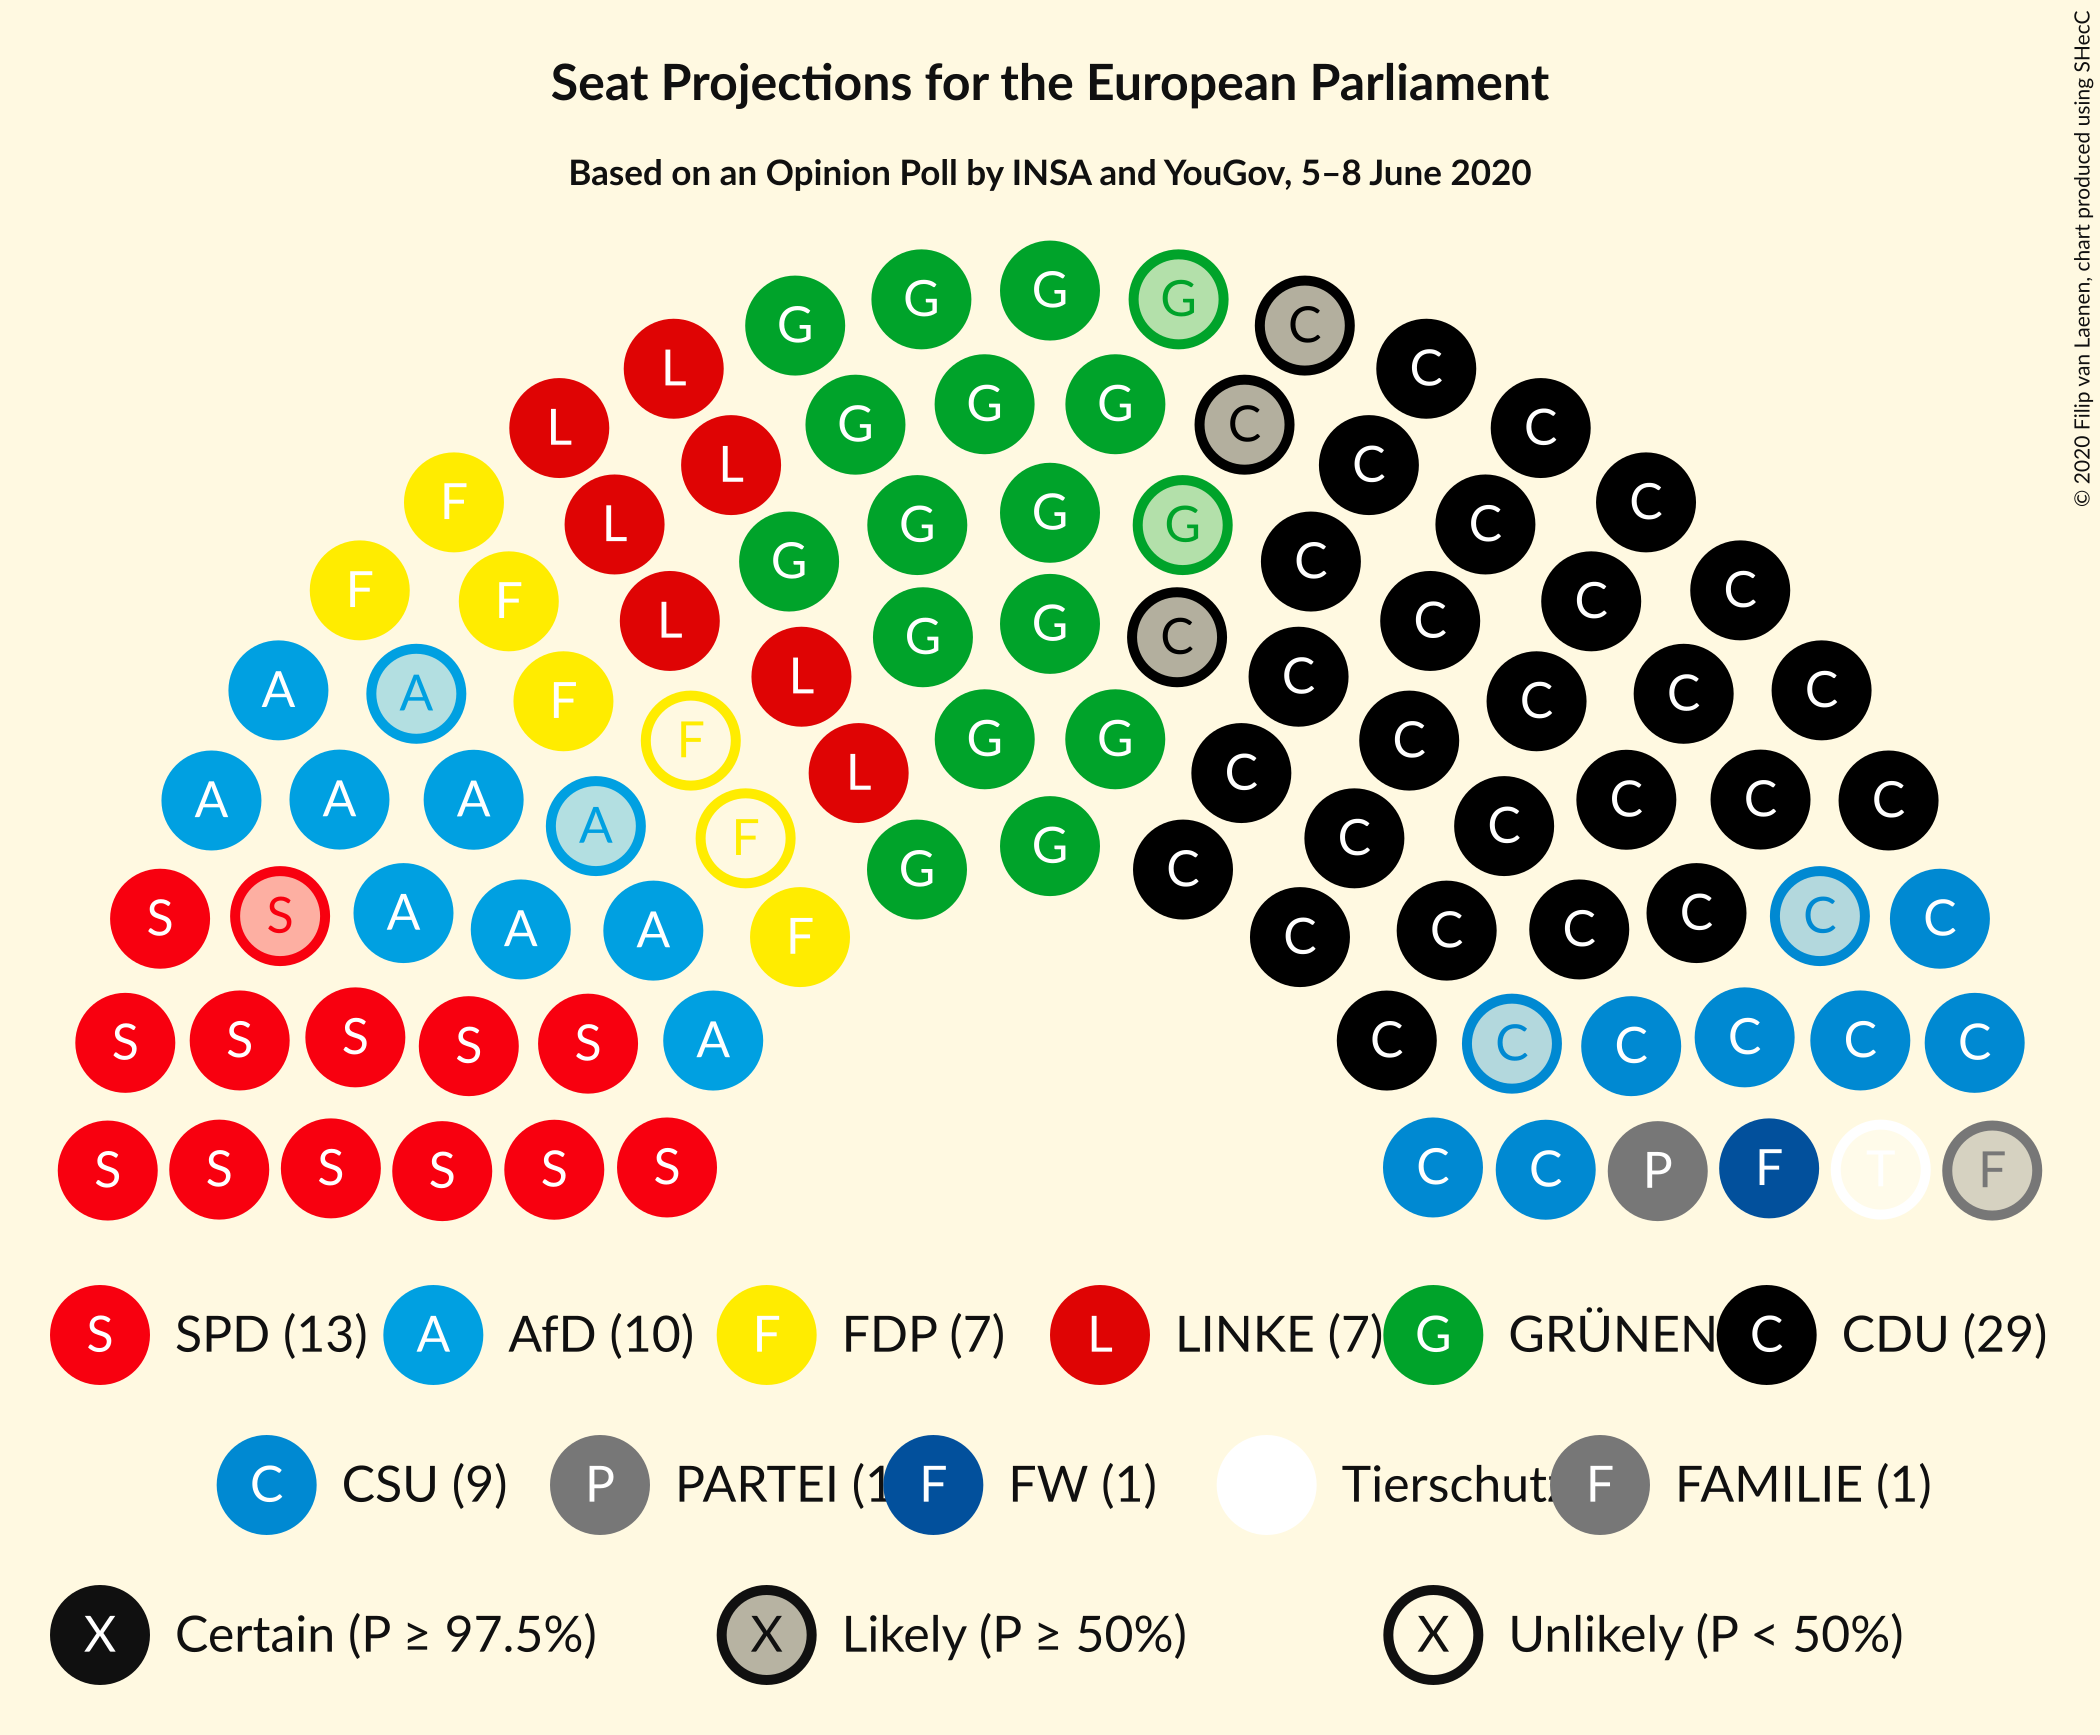 Seat Projections for the European Parliament
Based on an Opinion Poll by INSA and YouGov, 5–8 June 2020
© 2020 Filip van Laenen, chart produced using SHecC
G G G G C
L C
L G G G C C
L C
F L G G G C C
G C
F F L G G C C C C
A A F L C C C C
F G G C
L C
A A A C C C
A F G C C
G C
S S A A A F C C C C C C
S S S S S A C C C C C C
S S S S S S C C P F T F
S SPD (13) A AfD (10) F FDP (7) L LINKE (7) G GRÜNEN C CDU (29)
C CSU (9) P PARTEI (1 F FW (1) Tierschutz F FAMILIE (1)
X Certain (P ≥ 97.5%) X Likely (P ≥ 50%) X Unlikely (P < 50%)